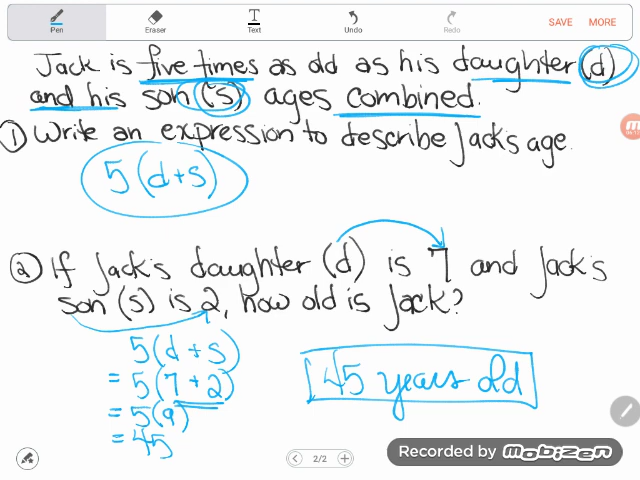 Pen Eraser Text Undo Redo SAVE MORE
Jack is five times as old as his daughter (d)
and his son (s) ages combined.
① Write an expression to describe Jack's age.
5(d+s)
② If Jack's daughter (d) is 7 and Jack's
son (s) is 2, how old is Jack?
5(d+s)
= 5(7+2)
= 5(9)
= 45
45 years old
2/2
Recorded by mobizen